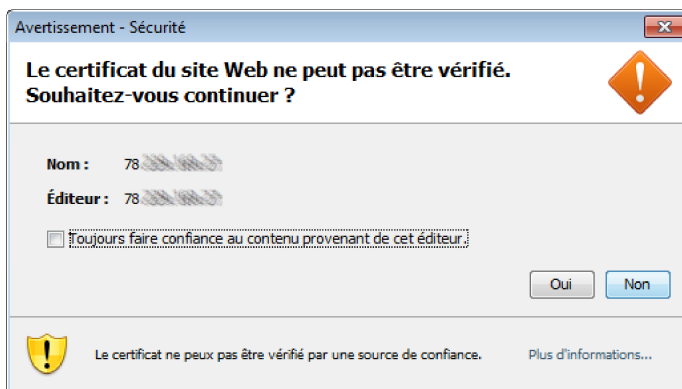 Avertissement - Sécurité
Le certificat du site Web ne peut pas être vérifié.
Souhaitez-vous continuer ?
Nom : 78
Éditeur : 78
Toujours faire confiance au contenu provenant de cet éditeur.
Oui Non
Le certificat ne peux pas être vérifié par une source de confiance. Plus d'informations...